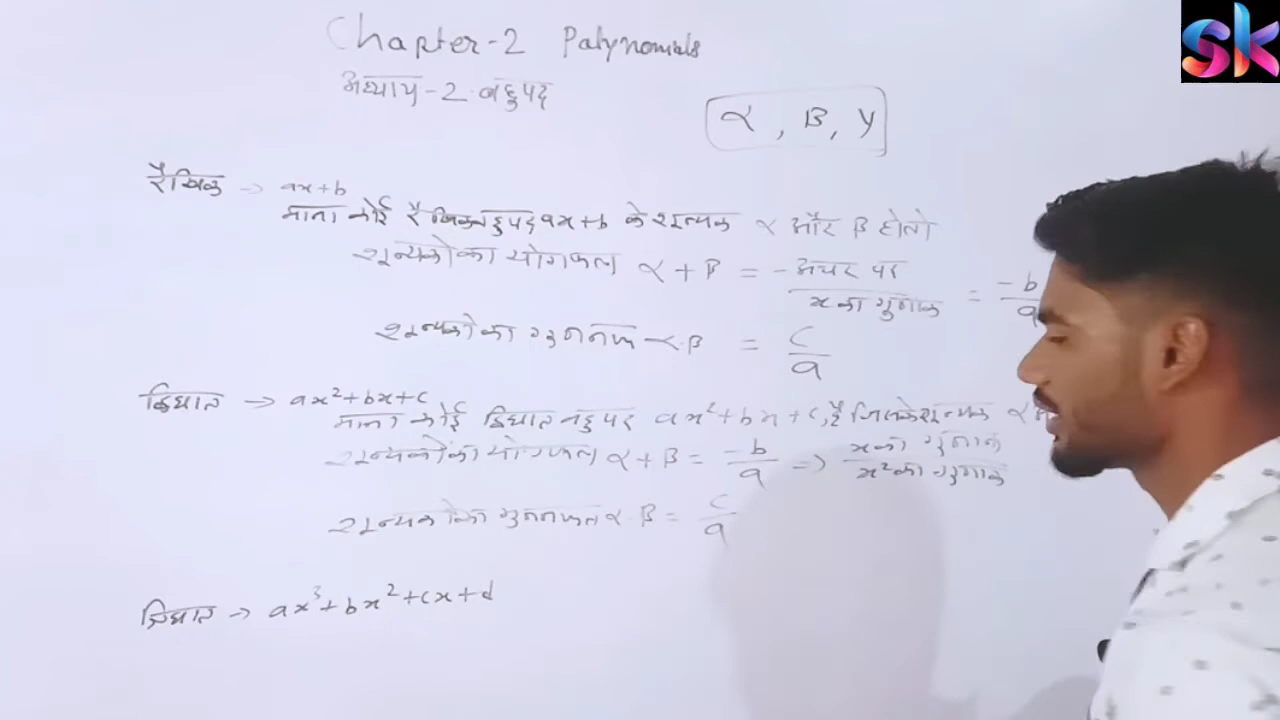 sk
Chapter-2 Polynomials
अध्याय-2 बहुपद
α, β, γ
रैखिक → ax+b
माना कोई रैखिक बहुपद ax+b के शून्यक α और β हो तो
शून्यकों का योगफल α + β = -अचर पद / x का गुणांक = -b/a
शून्यकों का गुणनफल α.β = c/a
द्विघात → ax²+bx+c
माना कोई द्विघात बहुपद ax²+bx+c, है जिसके शून्यक α
शून्यकों का योगफल α+β = -b/a => x का गुणांक / x² का गुणांक
शून्यकों का गुणनफल α.β = c/a
त्रिघात → ax³+bx²+cx+d